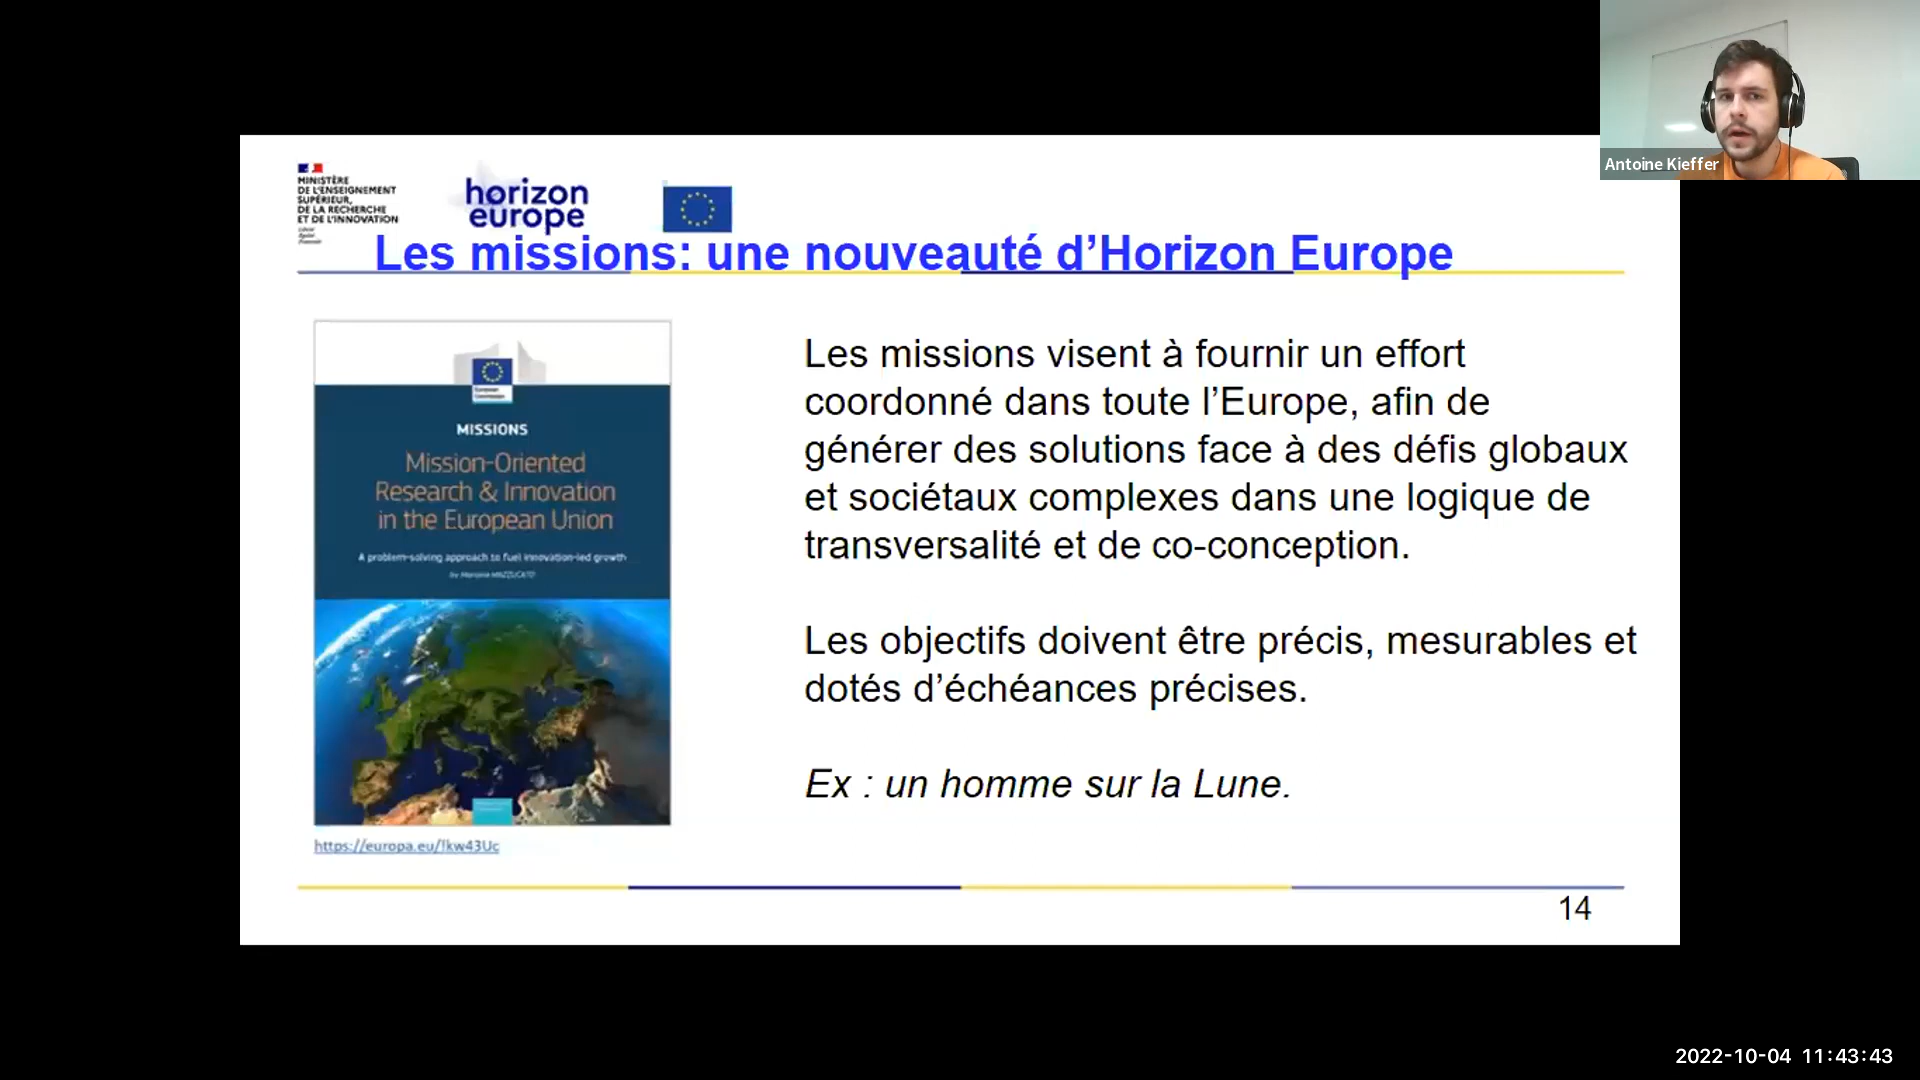 Antoine Kieffer
MINISTÈRE
DE L'ENSEIGNEMENT
SUPÉRIEUR,
DE LA RECHERCHE
ET DE L'INNOVATION
horizon
europe
Les missions: une nouveauté d’Horizon Europe
European
Commission
MISSIONS
Mission-Oriented
Research & Innovation
in the European Union
A problem-solving approach to fuel innovation-led growth
by Mariana MAZZUCATO
https://europa.eu/!kw43Uc
Les missions visent à fournir un effort
coordonné dans toute l’Europe, afin de
générer des solutions face à des défis globaux
et sociétaux complexes dans une logique de
transversalité et de co-conception.
Les objectifs doivent être précis, mesurables et
dotés d’échéances précises.
Ex : un homme sur la Lune.
14
2022-10-04 11:43:43